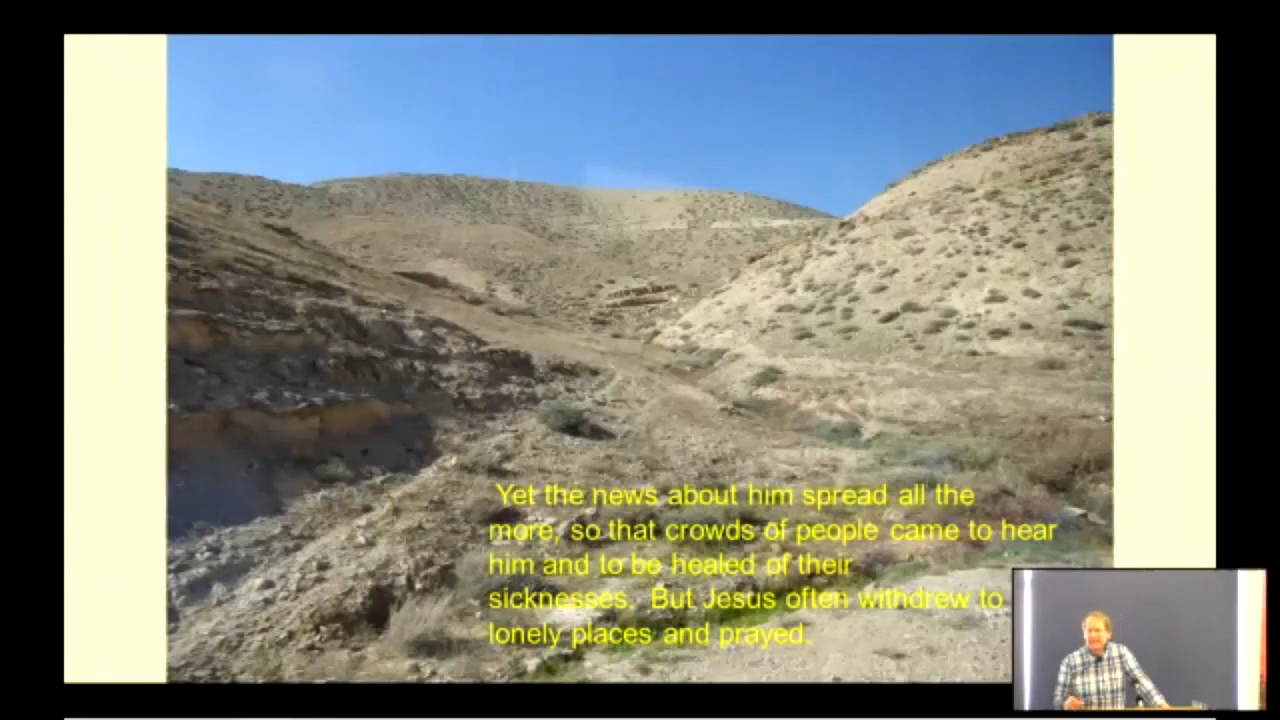 Yet the news about him spread all the
more, so that crowds of people came to hear
him and to be healed of their
sicknesses. But Jesus often withdrew to
lonely places and prayed.